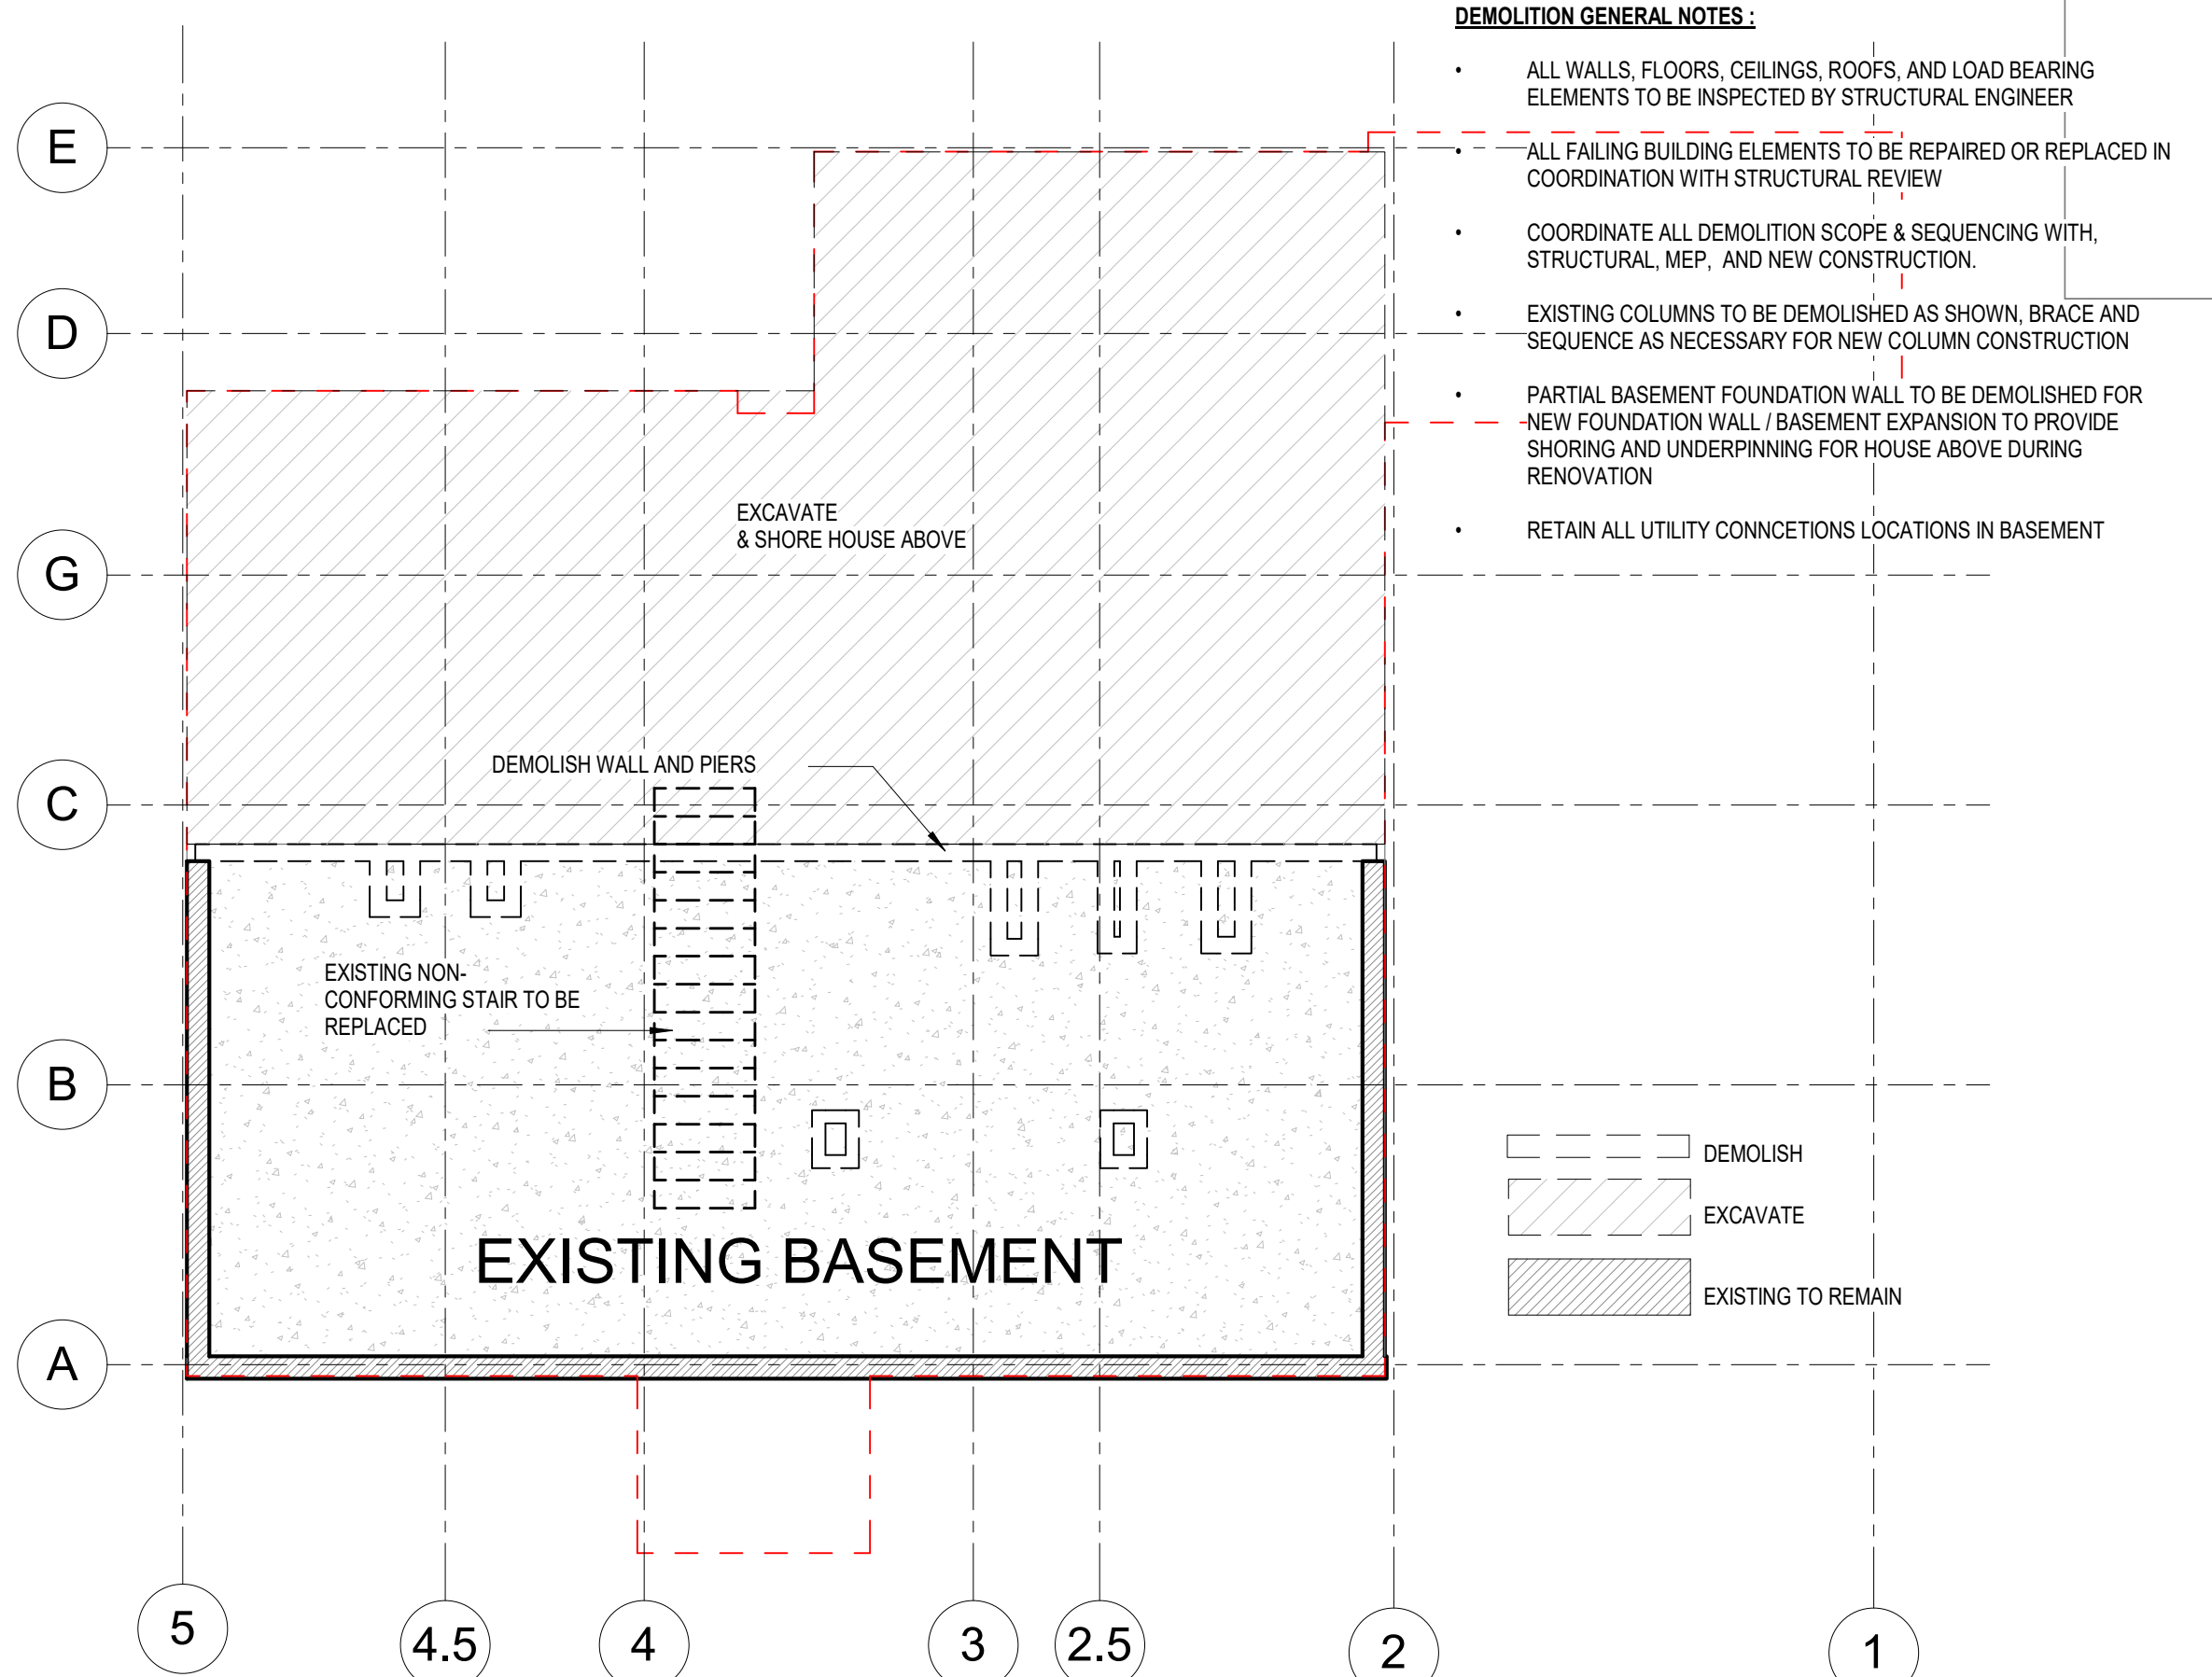 DEMOLITION GENERAL NOTES :
• ALL WALLS, FLOORS, CEILINGS, ROOFS, AND LOAD BEARING
ELEMENTS TO BE INSPECTED BY STRUCTURAL ENGINEER
• ALL FAILING BUILDING ELEMENTS TO BE REPAIRED OR REPLACED IN
COORDINATION WITH STRUCTURAL REVIEW
• COORDINATE ALL DEMOLITION SCOPE & SEQUENCING WITH,
STRUCTURAL, MEP, AND NEW CONSTRUCTION.
• EXISTING COLUMNS TO BE DEMOLISHED AS SHOWN, BRACE AND
SEQUENCE AS NECESSARY FOR NEW COLUMN CONSTRUCTION
• PARTIAL BASEMENT FOUNDATION WALL TO BE DEMOLISHED FOR
NEW FOUNDATION WALL / BASEMENT EXPANSION TO PROVIDE
SHORING AND UNDERPINNING FOR HOUSE ABOVE DURING
RENOVATION
• RETAIN ALL UTILITY CONNCETIONS LOCATIONS IN BASEMENT
E
D
G
C
B
A
EXCAVATE
& SHORE HOUSE ABOVE
DEMOLISH WALL AND PIERS
EXISTING NON-
CONFORMING STAIR TO BE
REPLACED
EXISTING BASEMENT
DEMOLISH
EXCAVATE
EXISTING TO REMAIN
5
4.5
4
3
2.5
2
1